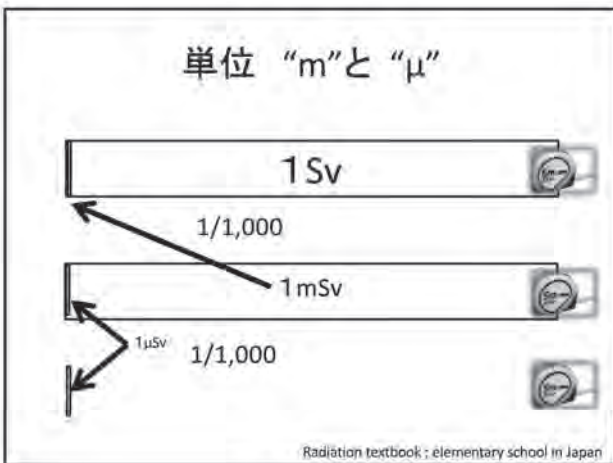 単位 “m”と “μ”
1Sv
1/1,000
1mSv
1μSv
1/1,000
Radiation textbook : elementary school in Japan